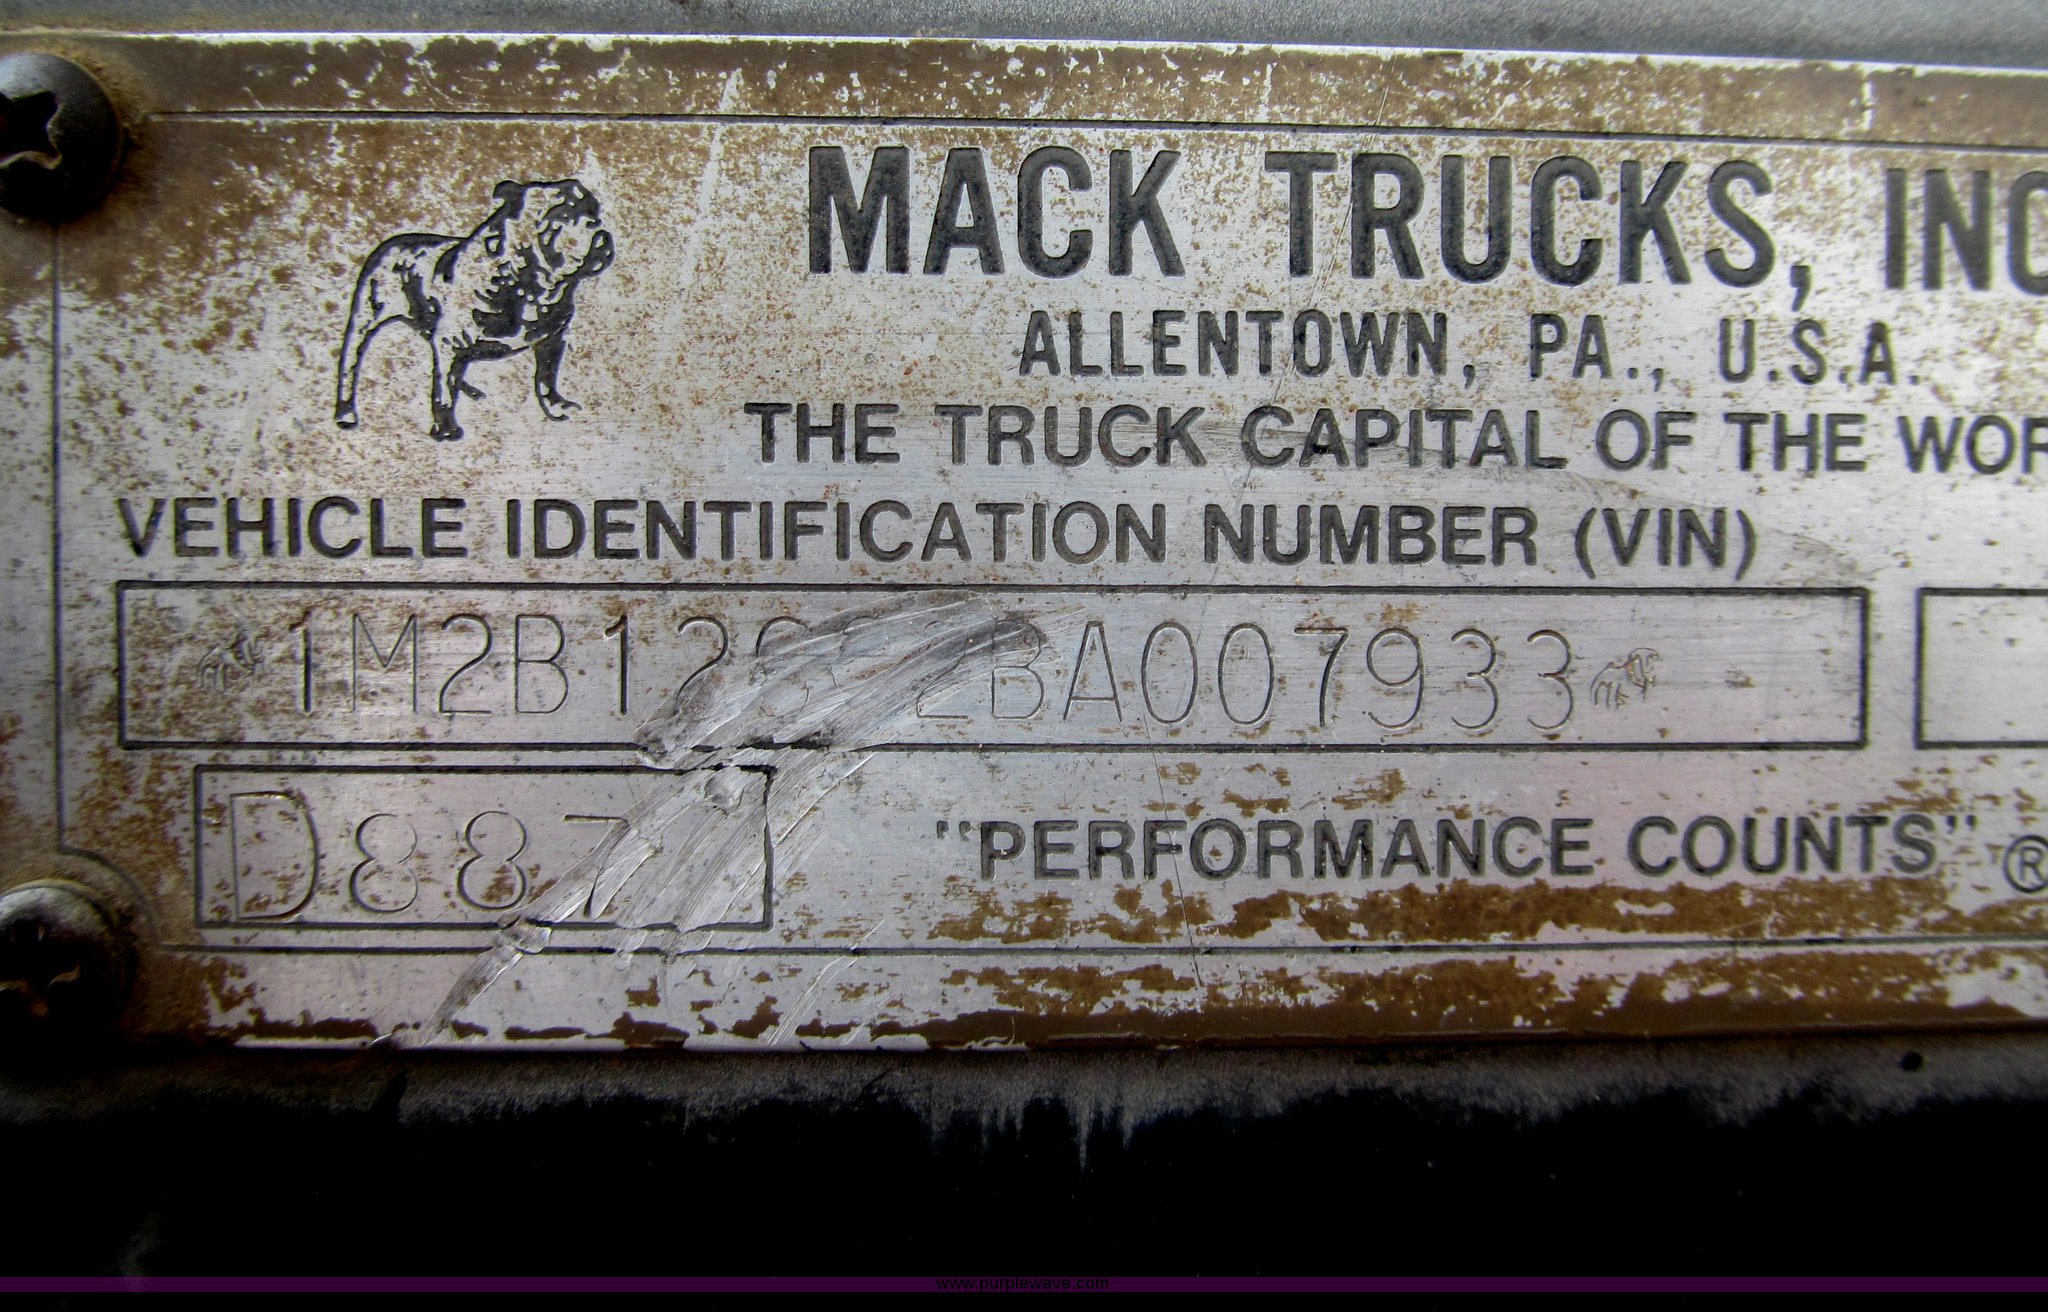 MACK TRUCKS, INC
ALLENTOWN, PA., U.S.A.
THE TRUCK CAPITAL OF THE WOR
VEHICLE IDENTIFICATION NUMBER (VIN)
"PERFORMANCE COUNTS" ®
www.purplewave.com